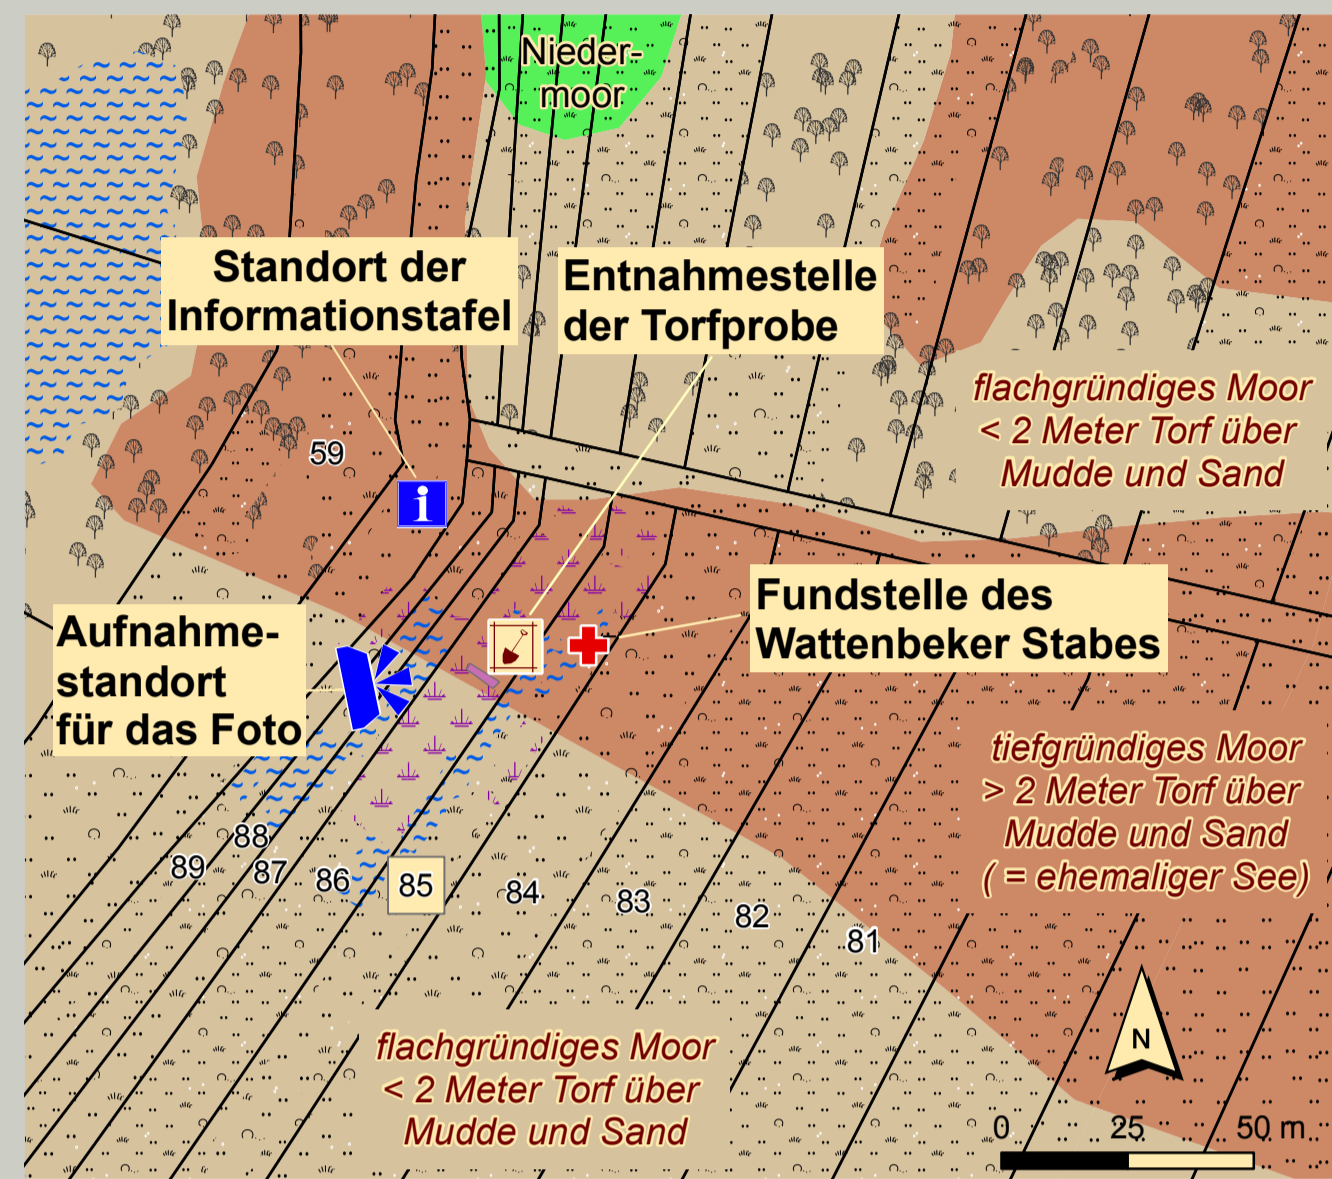 Nieder-
moor
Standort der
Informationstafel
Entnahmestelle
der Torfprobe
flachgründiges Moor
< 2 Meter Torf über
Mudde und Sand
59
i
Fundstelle des
Wattenbeker Stabes
Aufnahme-
standort
für das Foto
tiefgründiges Moor
> 2 Meter Torf über
Mudde und Sand
( = ehemaliger See)
89
88
87
86
85
84
83
82
81
flachgründiges Moor
< 2 Meter Torf über
Mudde und Sand
N
0 25 50 m